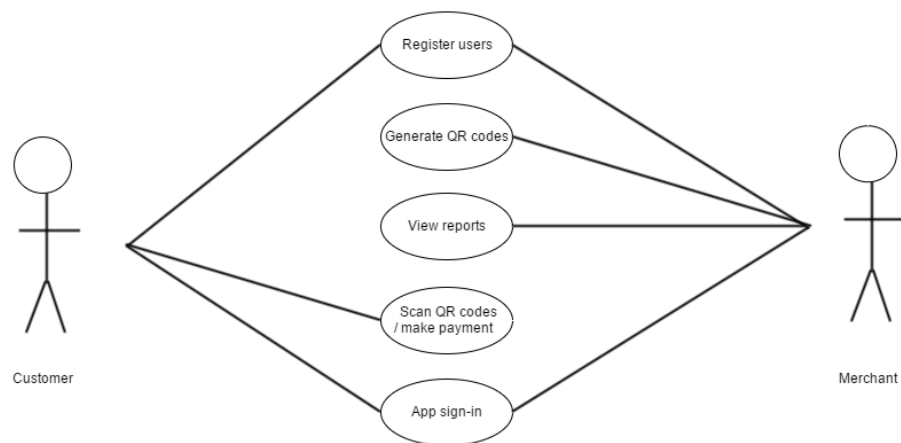 Register users
Generate QR codes
View reports
Scan QR codes
/ make payment
App sign-in
Customer
Merchant